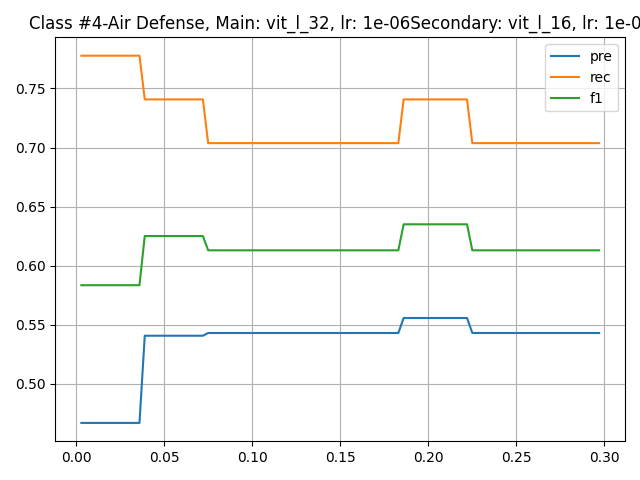 Class #4-Air Defense, Main: vit_l_32, lr: 1e-06Secondary: vit_l_16, lr: 1e-0
pre
rec
f1
0.75
0.70
0.65
0.60
0.55
0.50
0.00 0.05 0.10 0.15 0.20 0.25 0.30